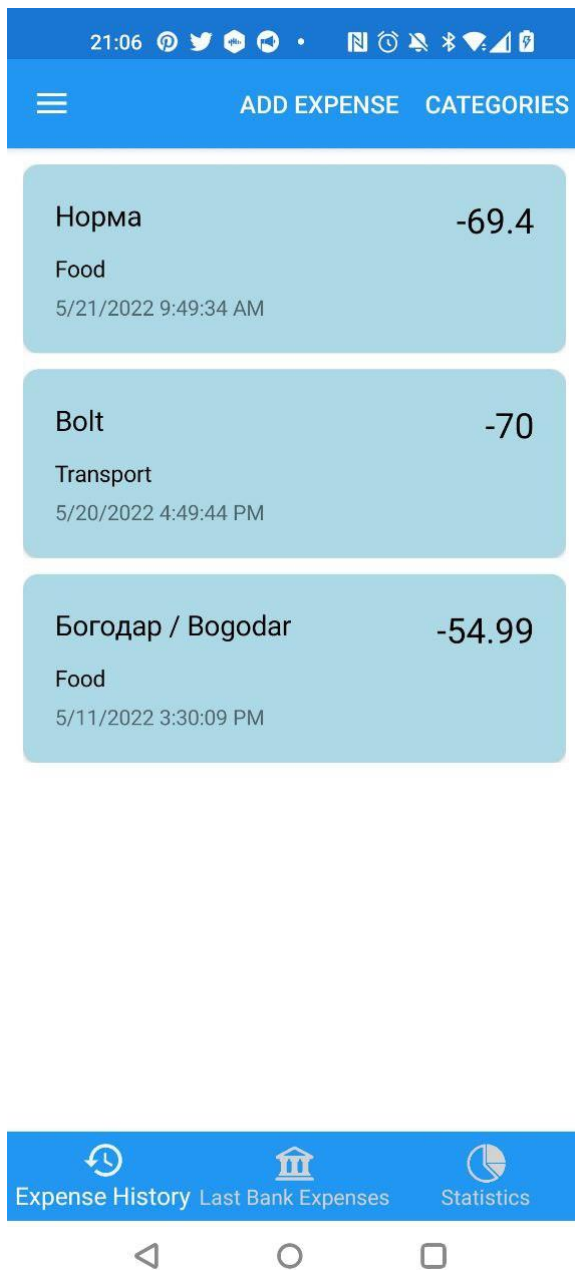 21:06
ADD EXPENSE CATEGORIES
Норма -69.4
Food
5/21/2022 9:49:34 AM
Bolt -70
Transport
5/20/2022 4:49:44 PM
Богодар / Bogodar -54.99
Food
5/11/2022 3:30:09 PM
Expense History Last Bank Expenses Statistics